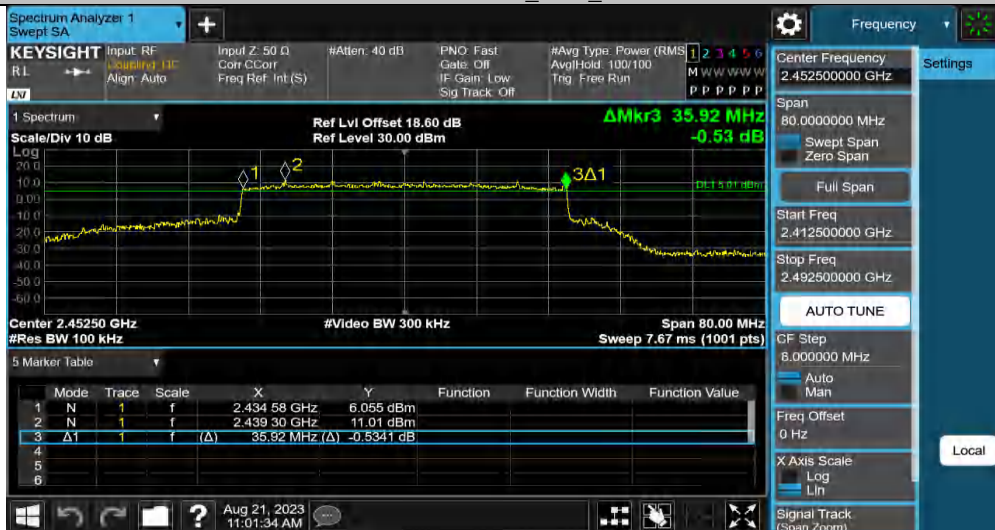 Spectrum Analyzer 1
Swept SA
+
Frequency
KEYSIGHT
RL
LXI
Input: RF
Coupling: DC
Align: Auto
Input Z: 50 Ω
Corr CCorr
Freq Ref: Int (S)
#Atten: 40 dB
PNO: Fast
Gate: Off
IF Gain: Low
Sig Track: Off
#Avg Type: Power (RMS
Avg|Hold: 100/100
Trig: Free Run
1 2 3 4 5 6
M W W W W W
P P P P P P
1 Spectrum
Scale/Div 10 dB
Ref Lvl Offset 18.60 dB
Ref Level 30.00 dBm
ΔMkr3 35.92 MHz
-0.53 dB
Log
20.0
10.0
0.00
-10.0
-20.0
-30.0
-40.0
-50.0
-60.0
1
2
3Δ1
DL1 5.01 dBm
Center 2.45250 GHz
#Res BW 100 kHz
#Video BW 300 kHz
Span 80.00 MHz
Sweep 7.67 ms (1001 pts)
5 Marker Table
Mode Trace Scale X Y Function Function Width Function Value
1 N 1 f 2.434 58 GHz 6.055 dBm
2 N 1 f 2.439 30 GHz 11.01 dBm
3 Δ1 1 f (Δ) 35.92 MHz (Δ) -0.5341 dB
4
5
6
?
Aug 21, 2023
11:01:34 AM
Center Frequency
2.452500000 GHz
Span
80.0000000 MHz
Swept Span
Zero Span
Full Span
Start Freq
2.412500000 GHz
Stop Freq
2.492500000 GHz
AUTO TUNE
CF Step
8.000000 MHz
Auto
Man
Freq Offset
0 Hz
X Axis Scale
Log
Lin
Signal Track
(Span Zoom)
Settings
Local